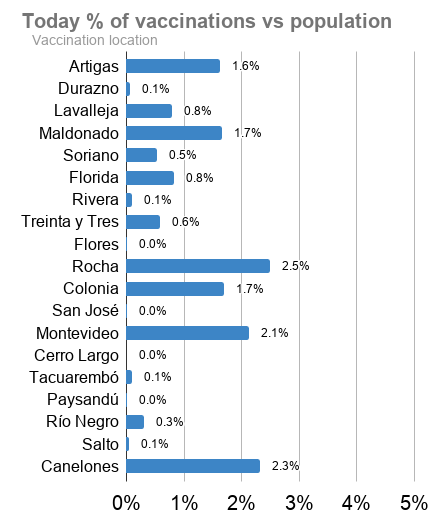 Today % of vaccinations vs population
Vaccination location
Artigas 1.6%
Durazno 0.1%
Lavalleja 0.8%
Maldonado 1.7%
Soriano 0.5%
Florida 0.8%
Rivera 0.1%
Treinta y Tres 0.6%
Flores 0.0%
Rocha 2.5%
Colonia 1.7%
San José 0.0%
Montevideo 2.1%
Cerro Largo 0.0%
Tacuarembó 0.1%
Paysandú 0.0%
Río Negro 0.3%
Salto 0.1%
Canelones 2.3%
0% 1% 2% 3% 4% 5%